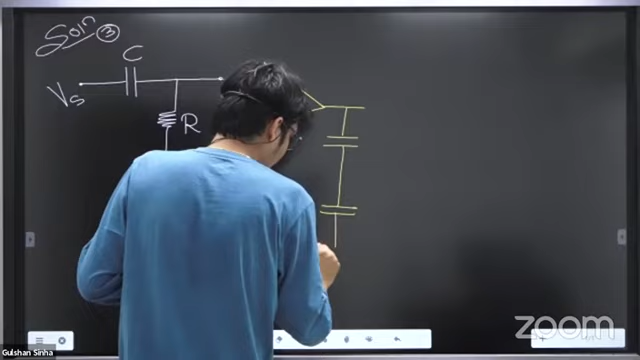 Soln ③
C
Vs
R
zoom
Gulshan Sinha